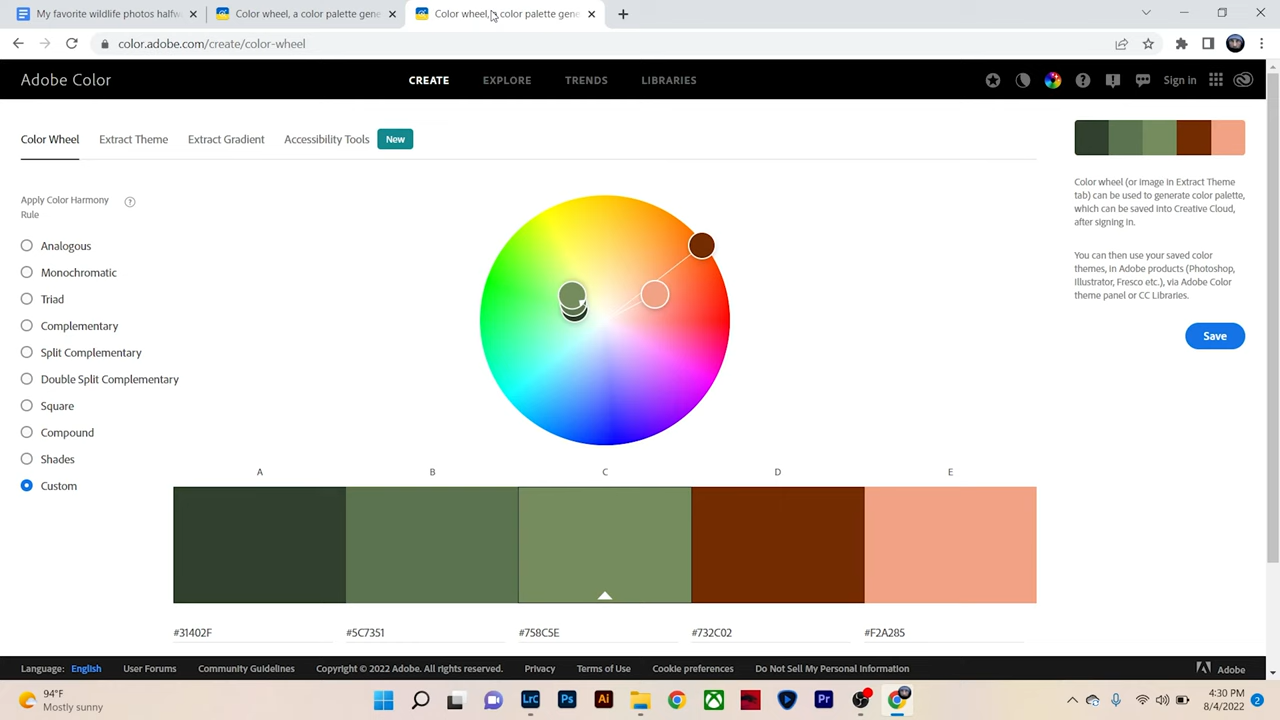 My favorite wildlife photos halfw
Color wheel, a color palette gene
Color wheel, a color palette gene
color.adobe.com/create/color-wheel
Adobe Color
CREATE
EXPLORE
TRENDS
LIBRARIES
Sign in
Color Wheel
Extract Theme
Extract Gradient
Accessibility Tools
New
Apply Color Harmony
Rule
Analogous
Monochromatic
Triad
Complementary
Split Complementary
Double Split Complementary
Square
Compound
Shades
Custom
Color wheel (or image in Extract Theme
tab) can be used to generate color palette,
which can be saved into Creative Cloud,
after signing in.
You can then use your saved color
themes, in Adobe products (Photoshop,
Illustrator, Fresco etc.), via Adobe Color
theme panel or CC Libraries.
Save
A B C D E
#31402F #5C7351 #758C5E #732C02 #F2A285
Language: English User Forums Community Guidelines Copyright © 2022 Adobe. All rights reserved. Privacy Terms of Use Cookie preferences Do Not Sell My Personal Information Adobe
94°F
Mostly sunny
LrC
Ps
Ai
Pr
4:30 PM
8/4/2022
2